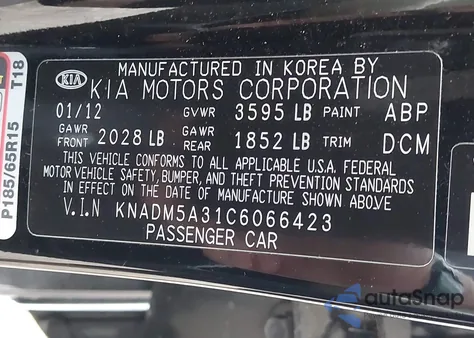 MANUFACTURED IN KOREA BY
KIA KIA MOTORS CORPORATION
01/12 GVWR 3595 LB PAINT ABP
GAWR FRONT 2028 LB GAWR REAR 1852 LB TRIM DCM
THIS VEHICLE CONFORMS TO ALL APPLICABLE U.S.A. FEDERAL
MOTOR VEHICLE SAFETY, BUMPER, AND THEFT PREVENTION STANDARDS
IN EFFECT ON THE DATE OF MANUFACTURE SHOWN ABOVE
V.I.N KNADM5A31C6066423
PASSENGER CAR
P185/65R15 T18
autoSnap